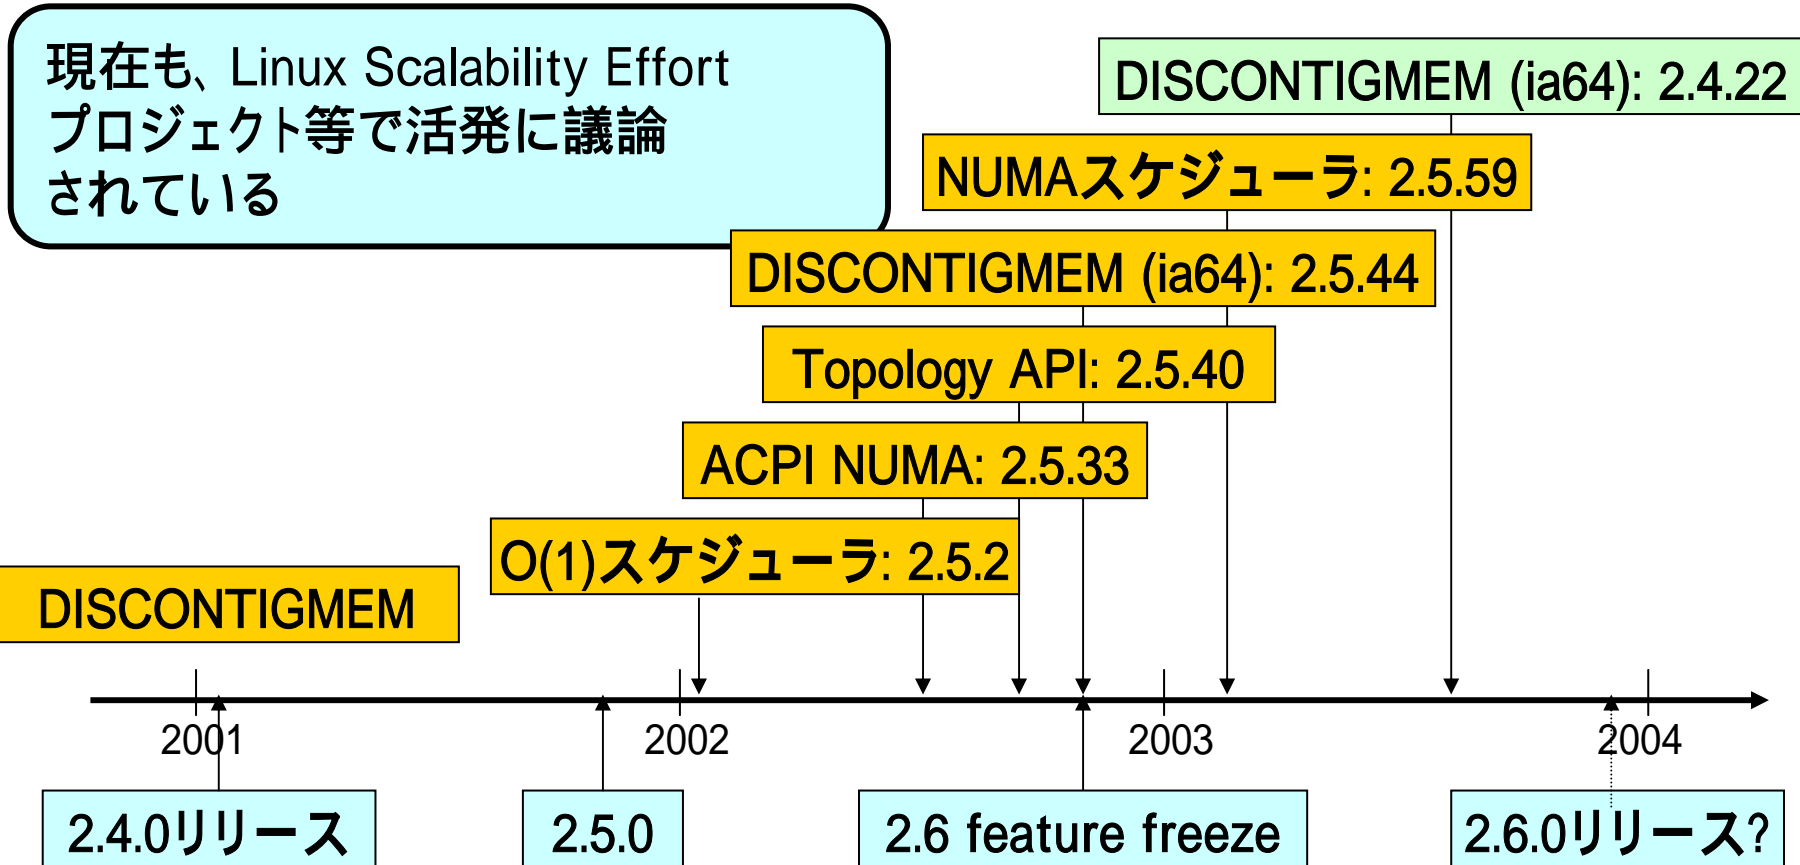 現在も、Linux Scalability Effort
プロジェクト等で活発に議論
されている
DISCONTIGMEM (ia64): 2.4.22
NUMAスケジューラ: 2.5.59
DISCONTIGMEM (ia64): 2.5.44
Topology API: 2.5.40
ACPI NUMA: 2.5.33
O(1)スケジューラ: 2.5.2
DISCONTIGMEM
2001
2002
2003
2004
2.4.0リリース
2.5.0
2.6 feature freeze
2.6.0リリース?